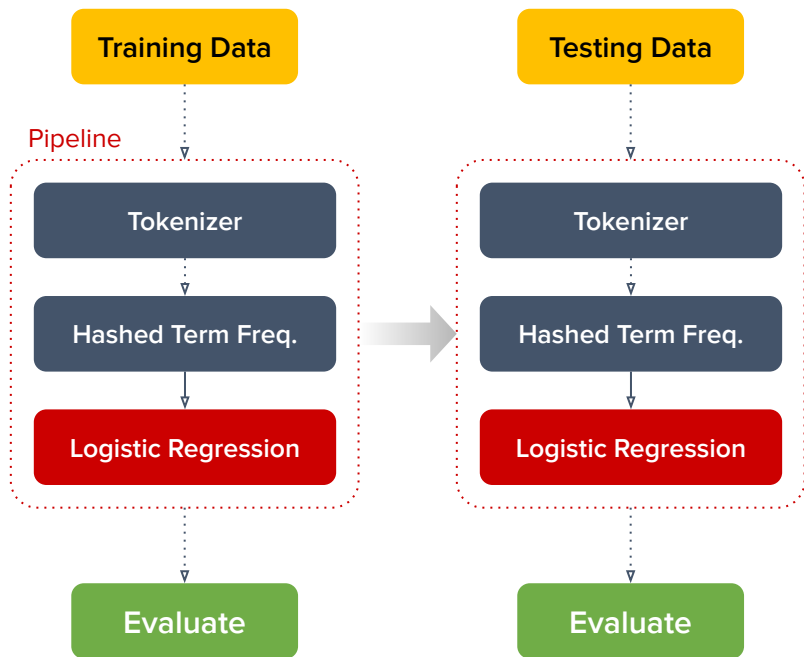 Training Data
Pipeline
Tokenizer
Hashed Term Freq.
Logistic Regression
Evaluate
Testing Data
Tokenizer
Hashed Term Freq.
Logistic Regression
Evaluate